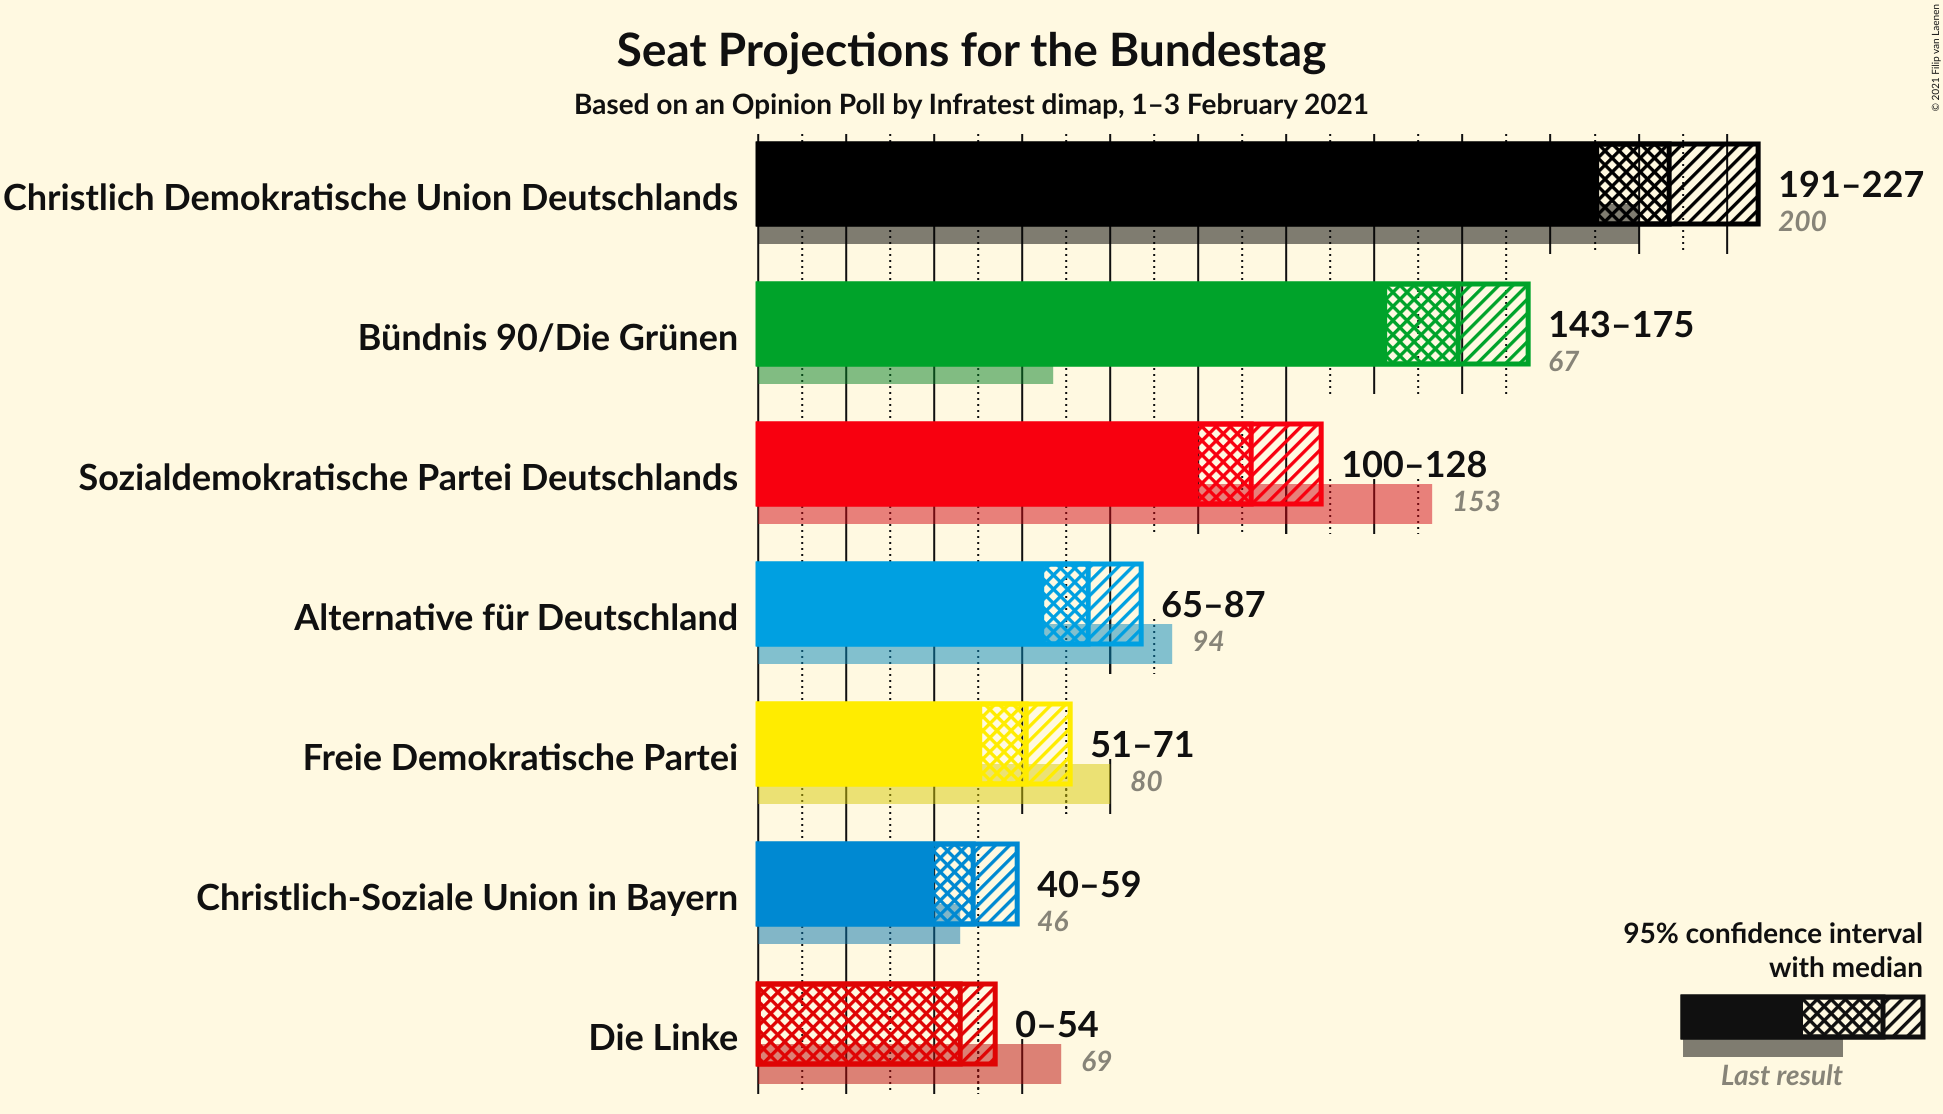 Seat Projections for the Bundestag
Based on an Opinion Poll by Infratest dimap, 1–3 February 2021
© 2021 Filip van Laenen
Christlich Demokratische Union Deutschlands
191–227
200
Bündnis 90/Die Grünen
143–175
67
Sozialdemokratische Partei Deutschlands
100–128
153
Alternative für Deutschland
65–87
94
Freie Demokratische Partei
51–71
80
Christlich-Soziale Union in Bayern
40–59
46
Die Linke
0–54
69
95% confidence interval
with median
Last result